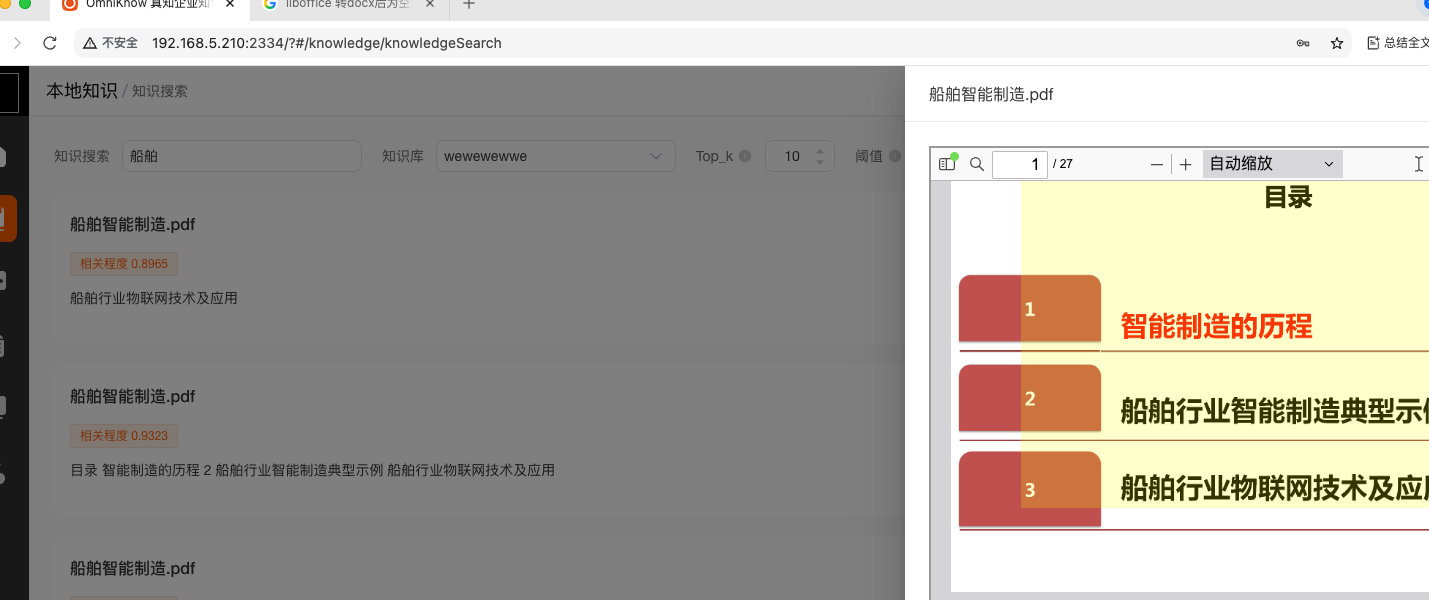 OmniKnow 真知企业知
liboffice 转docx后为空
不安全 192.168.5.210:2334/?#/knowledge/knowledgeSearch
总结全文
本地知识 / 知识搜索
船舶智能制造.pdf
知识搜索 船舶 知识库 wewewewwe Top_k 10 阈值
1 / 27 自动缩放
船舶智能制造.pdf
相关程度 0.8965
船舶行业物联网技术及应用
船舶智能制造.pdf
相关程度 0.9323
目录 智能制造的历程 2 船舶行业智能制造典型示例 船舶行业物联网技术及应用
船舶智能制造.pdf
目录
1 智能制造的历程
2 船舶行业智能制造典型示
3 船舶行业物联网技术及应